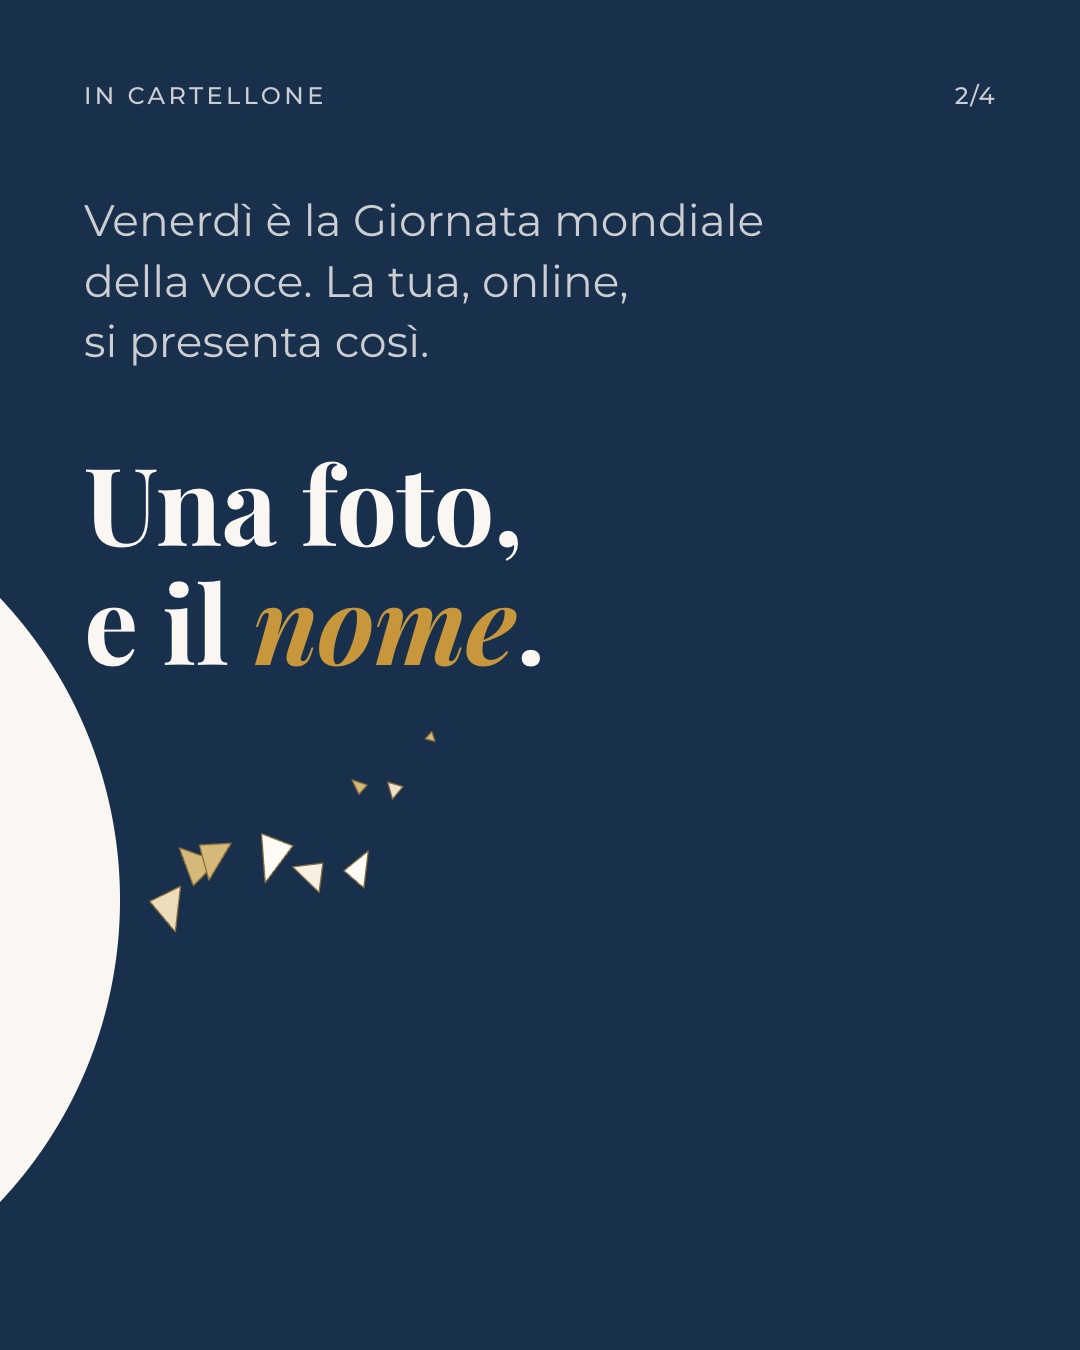 IN CARTELLONE
2/4
Venerdì è la Giornata mondiale
della voce. La tua, online,
si presenta così.
Una foto,
e il nome.